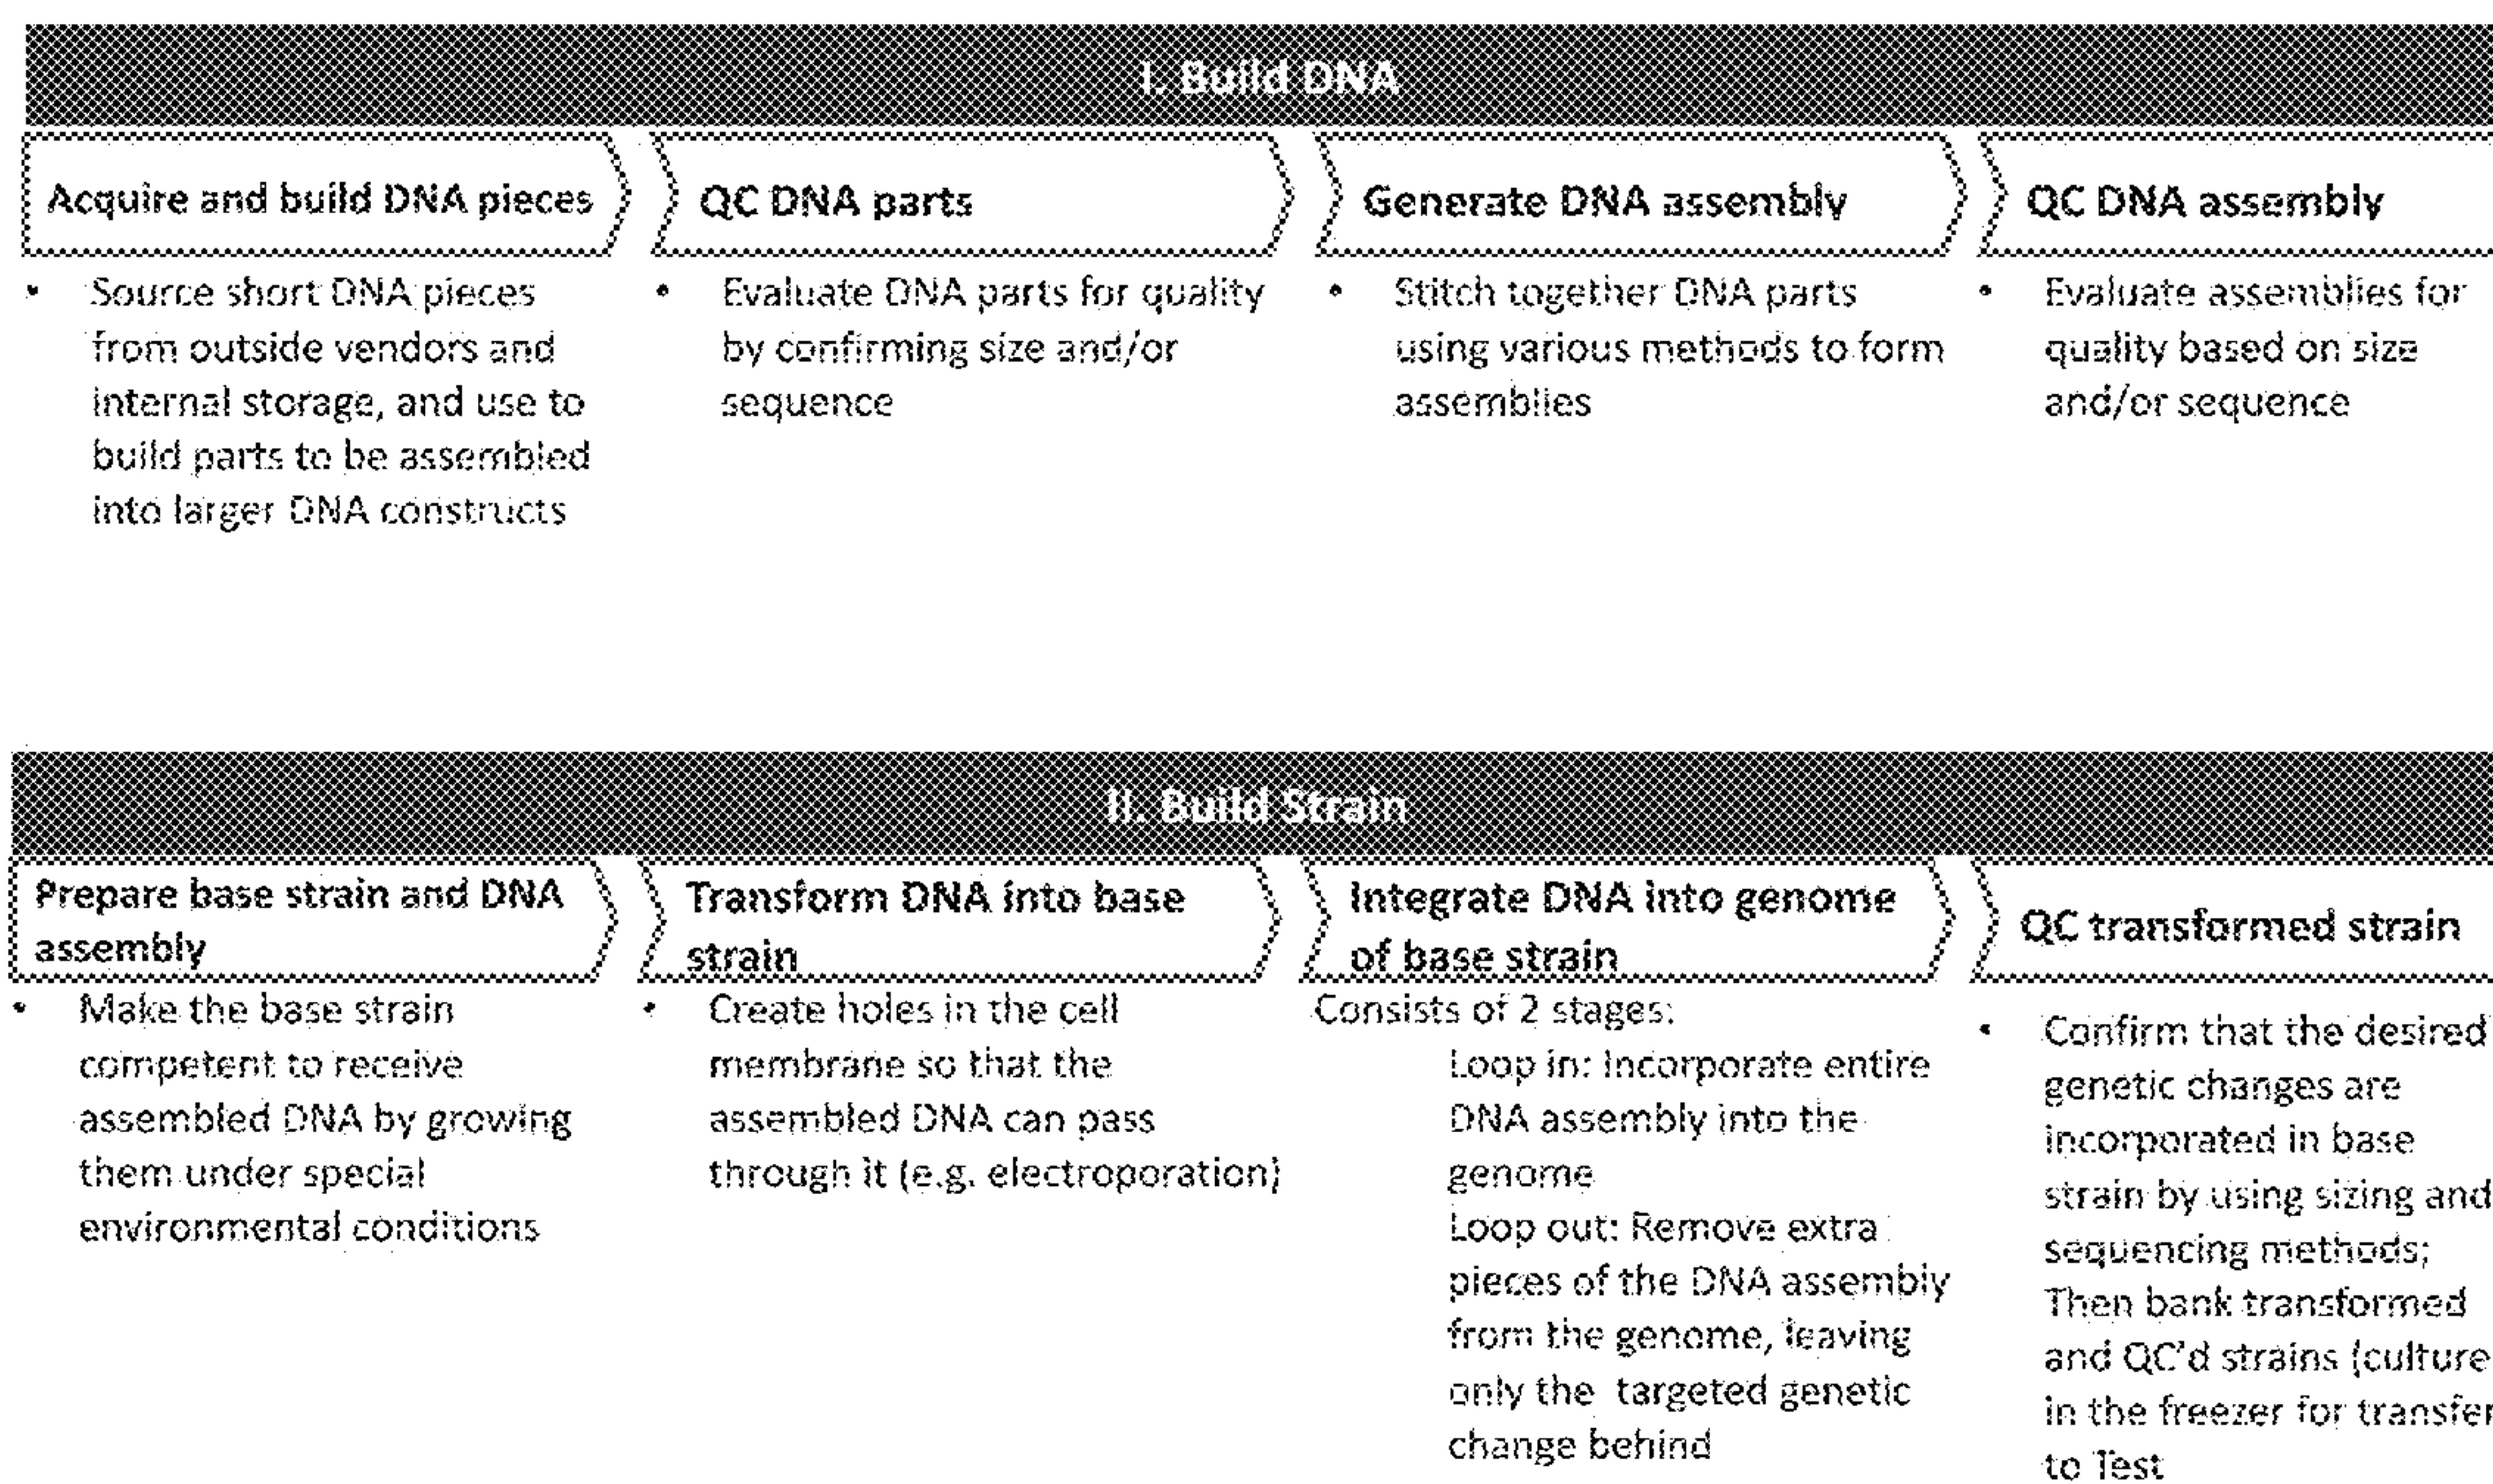 I. Build DNA
Acquire and build DNA pieces
• Source short DNA pieces
from outside vendors and
internal storage, and use to
build parts to be assembled
into larger DNA constructs
QC DNA parts
• Evaluate DNA parts for quality
by confirming size and/or
sequence
Generate DNA assembly
• Stitch together DNA parts
using various methods to form
assemblies
QC DNA assembly
• Evaluate assemblies for
quality based on size
and/or sequence
II. Build Strain
Prepare base strain and DNA
assembly
• Make the base strain
competent to receive
assembled DNA by growing
them under special
environmental conditions
Transform DNA into base
strain
• Create holes in the cell
membrane so that the
assembled DNA can pass
through it (e.g. electroporation)
Integrate DNA into genome
of base strain
Consists of 2 stages:
Loop in: Incorporate entire
DNA assembly into the
genome
Loop out: Remove extra
pieces of the DNA assembly
from the genome, leaving
only the targeted genetic
change behind
QC transformed strain
• Confirm that the desired
genetic changes are
incorporated in base
strain by using sizing and
sequencing methods;
Then bank transformed
and QC'd strains (culture
in the freezer for transfer
to Test